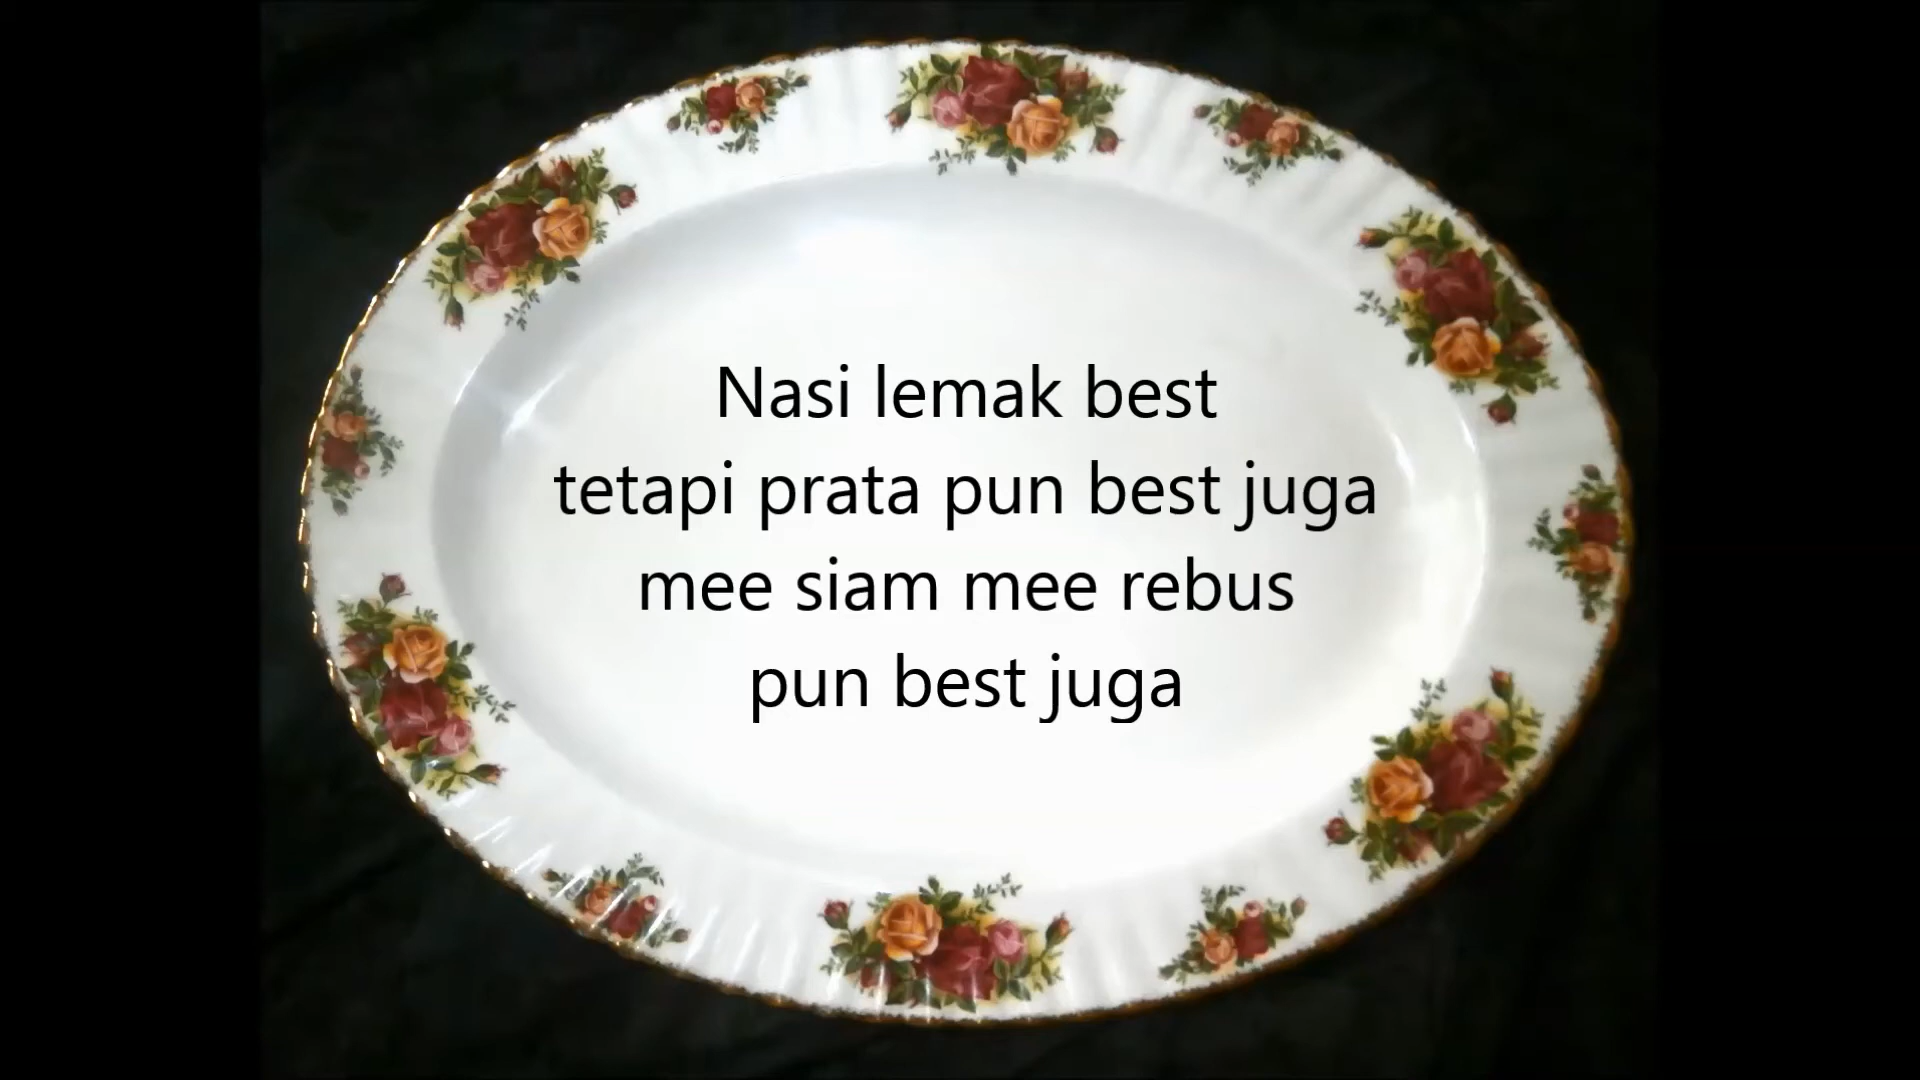 Nasi lemak best
tetapi prata pun best juga
mee siam mee rebus
pun best juga